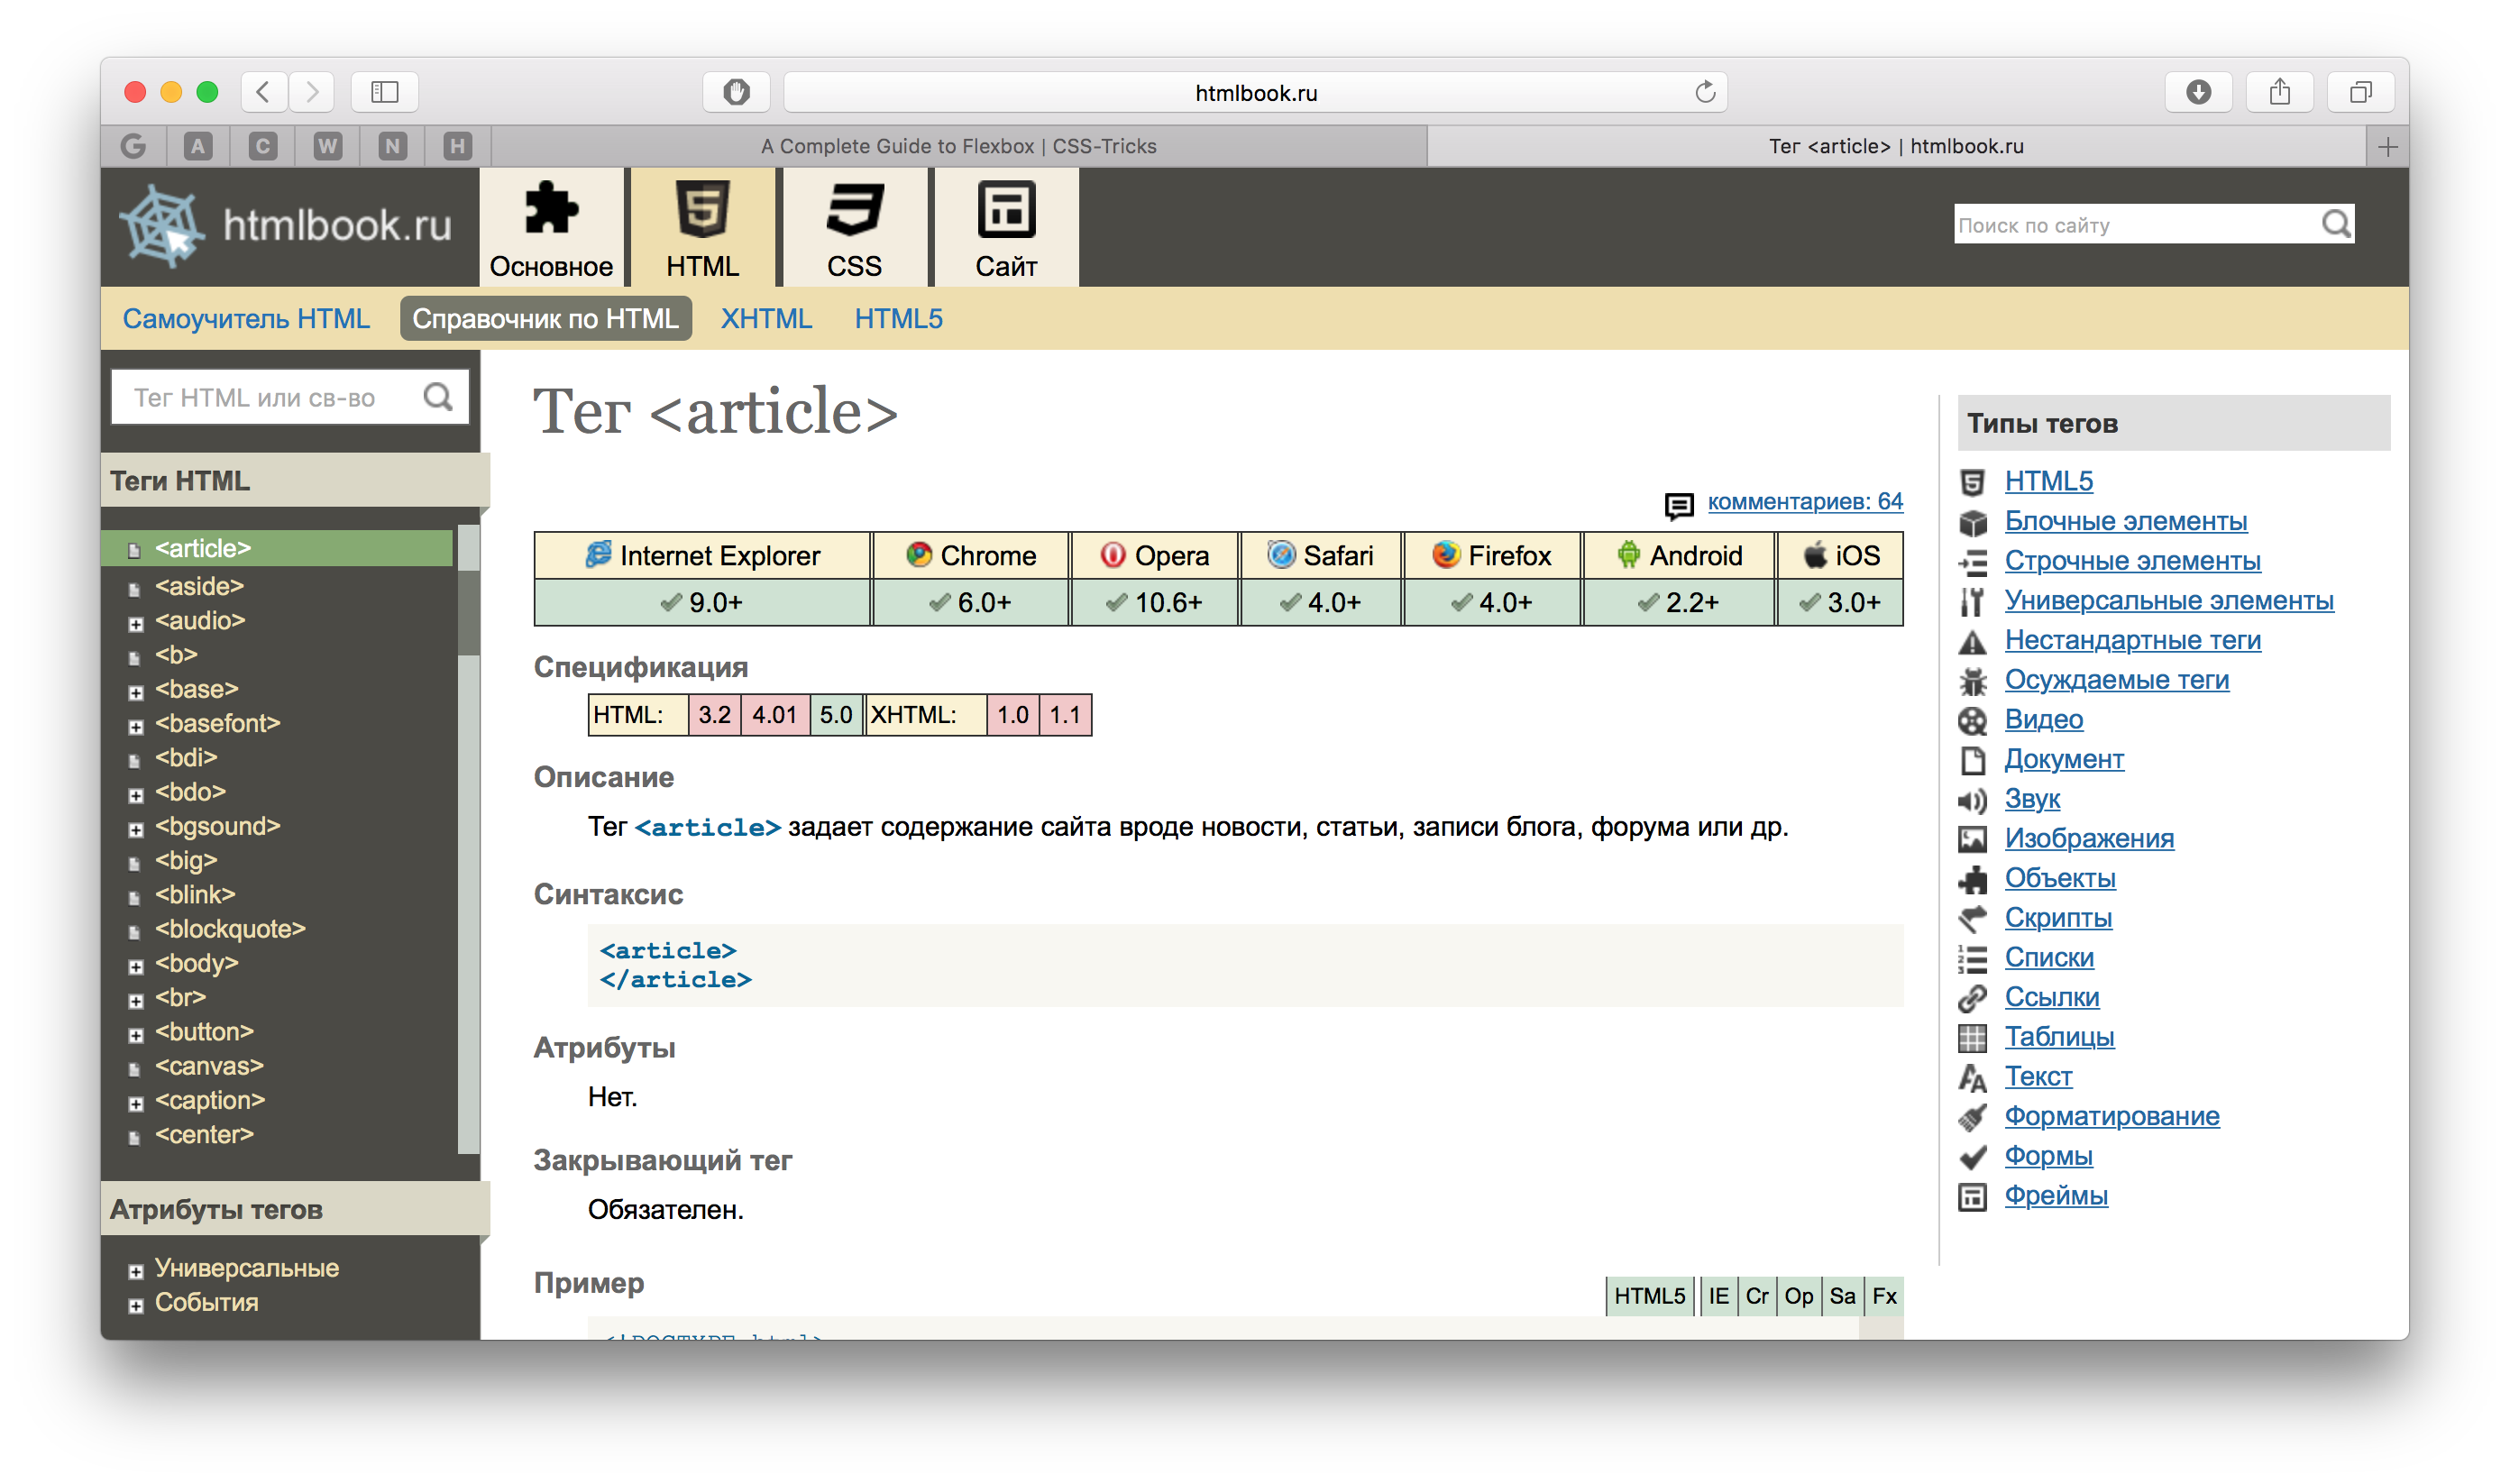 htmlbook.ru
G A C W N H
A Complete Guide to Flexbox | CSS-Tricks
Тег <article> | htmlbook.ru
htmlbook.ru
Основное
HTML
CSS
Сайт
Поиск по сайту
Самоучитель HTML
Справочник по HTML
XHTML
HTML5
Тег HTML или св-во
Теги HTML
<article>
<aside>
<audio>
<b>
<base>
<basefont>
<bdi>
<bdo>
<bgsound>
<big>
<blink>
<blockquote>
<body>
<br>
<button>
<canvas>
<caption>
<center>
Атрибуты тегов
Универсальные
События
Тег <article>
комментариев: 64
Internet Explorer Chrome Opera Safari Firefox Android iOS
9.0+ 6.0+ 10.6+ 4.0+ 4.0+ 2.2+ 3.0+
Спецификация
HTML: 3.2 4.01 5.0 XHTML: 1.0 1.1
Описание
Тег <article> задает содержание сайта вроде новости, статьи, записи блога, форума или др.
Синтаксис
<article>
</article>
Атрибуты
Нет.
Закрывающий тег
Обязателен.
Пример
HTML5 IE Cr Op Sa Fx
<!DOCTYPE html>
Типы тегов
HTML5
Блочные элементы
Строчные элементы
Универсальные элементы
Нестандартные теги
Осуждаемые теги
Видео
Документ
Звук
Изображения
Объекты
Скрипты
Списки
Ссылки
Таблицы
Текст
Форматирование
Формы
Фреймы